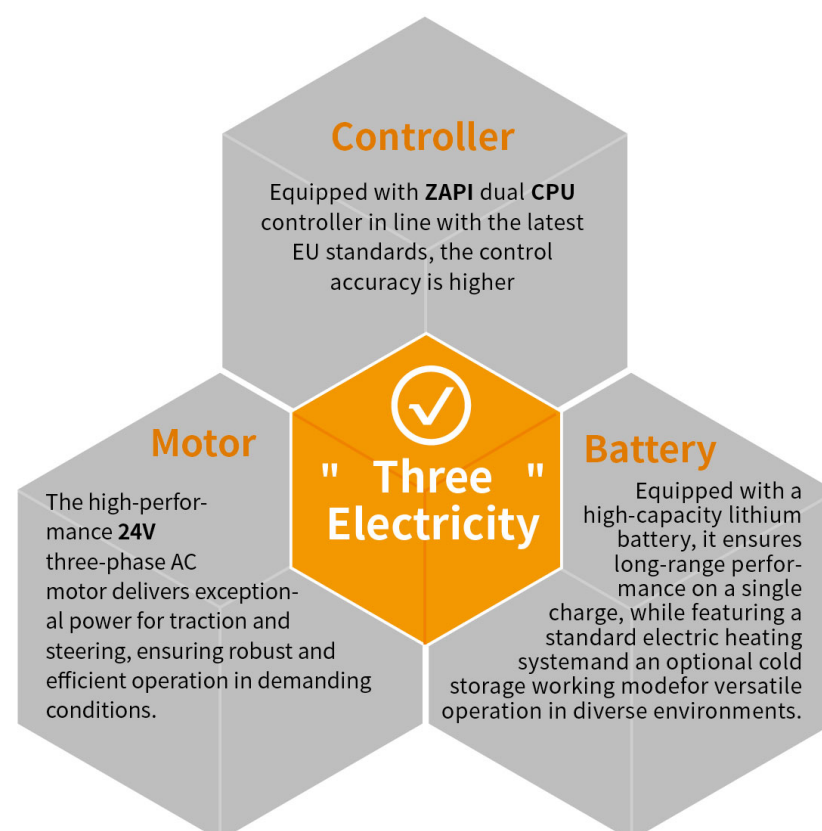 Controller
Equipped with ZAPI dual CPU
controller in line with the latest
EU standards, the control
accuracy is higher
Motor
The high-perfor-
mance 24V
three-phase AC
motor delivers exception-
al power for traction and
steering, ensuring robust and
efficient operation in demanding
conditions.
" Three "
Electricity
Battery
Equipped with a
high-capacity lithium
battery, it ensures
long-range perfor-
mance on a single
charge, while featuring a
standard electric heating
systemand an optional cold
storage working modefor versatile
operation in diverse environments.